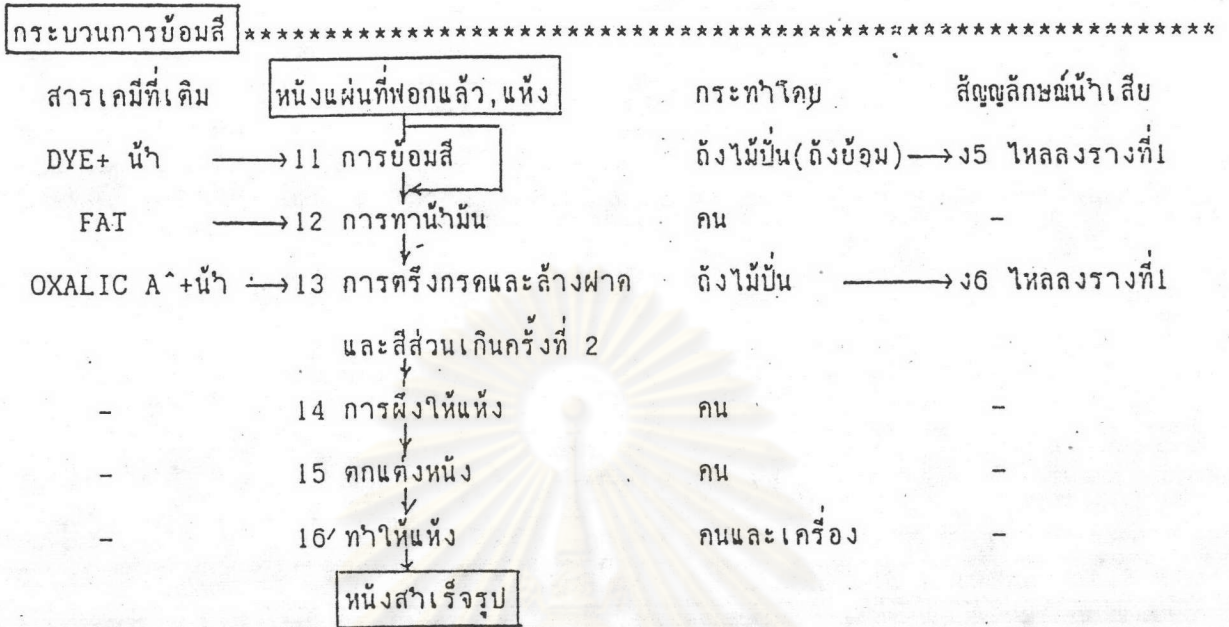 กระบวนการย้อมสี ************************************************************
สารเคมีที่เติม หนังแผ่นที่ฟอกแล้ว,แห้ง กระทำโดย สัญญลักษณ์น้ำเสีย
DYE+ น้ำ 11 การย้อมสี ถังไม้ปั่น(ถังย้อม) ง5 ไหลลงรางที่1
FAT 12 การทาน้ำมัน คน -
OXALIC A^+น้ำ 13 การตรึงกรดและล้างฝาด ถังไม้ปั่น ง6 ไหลลงรางที่1
และสีส่วนเกินครั้งที่ 2
- 14 การผึ่งให้แห้ง คน -
- 15 ตกแต่งหนัง คน -
- 16 ทำให้แห้ง คนและเครื่อง -
หนังสำเร็จรูป